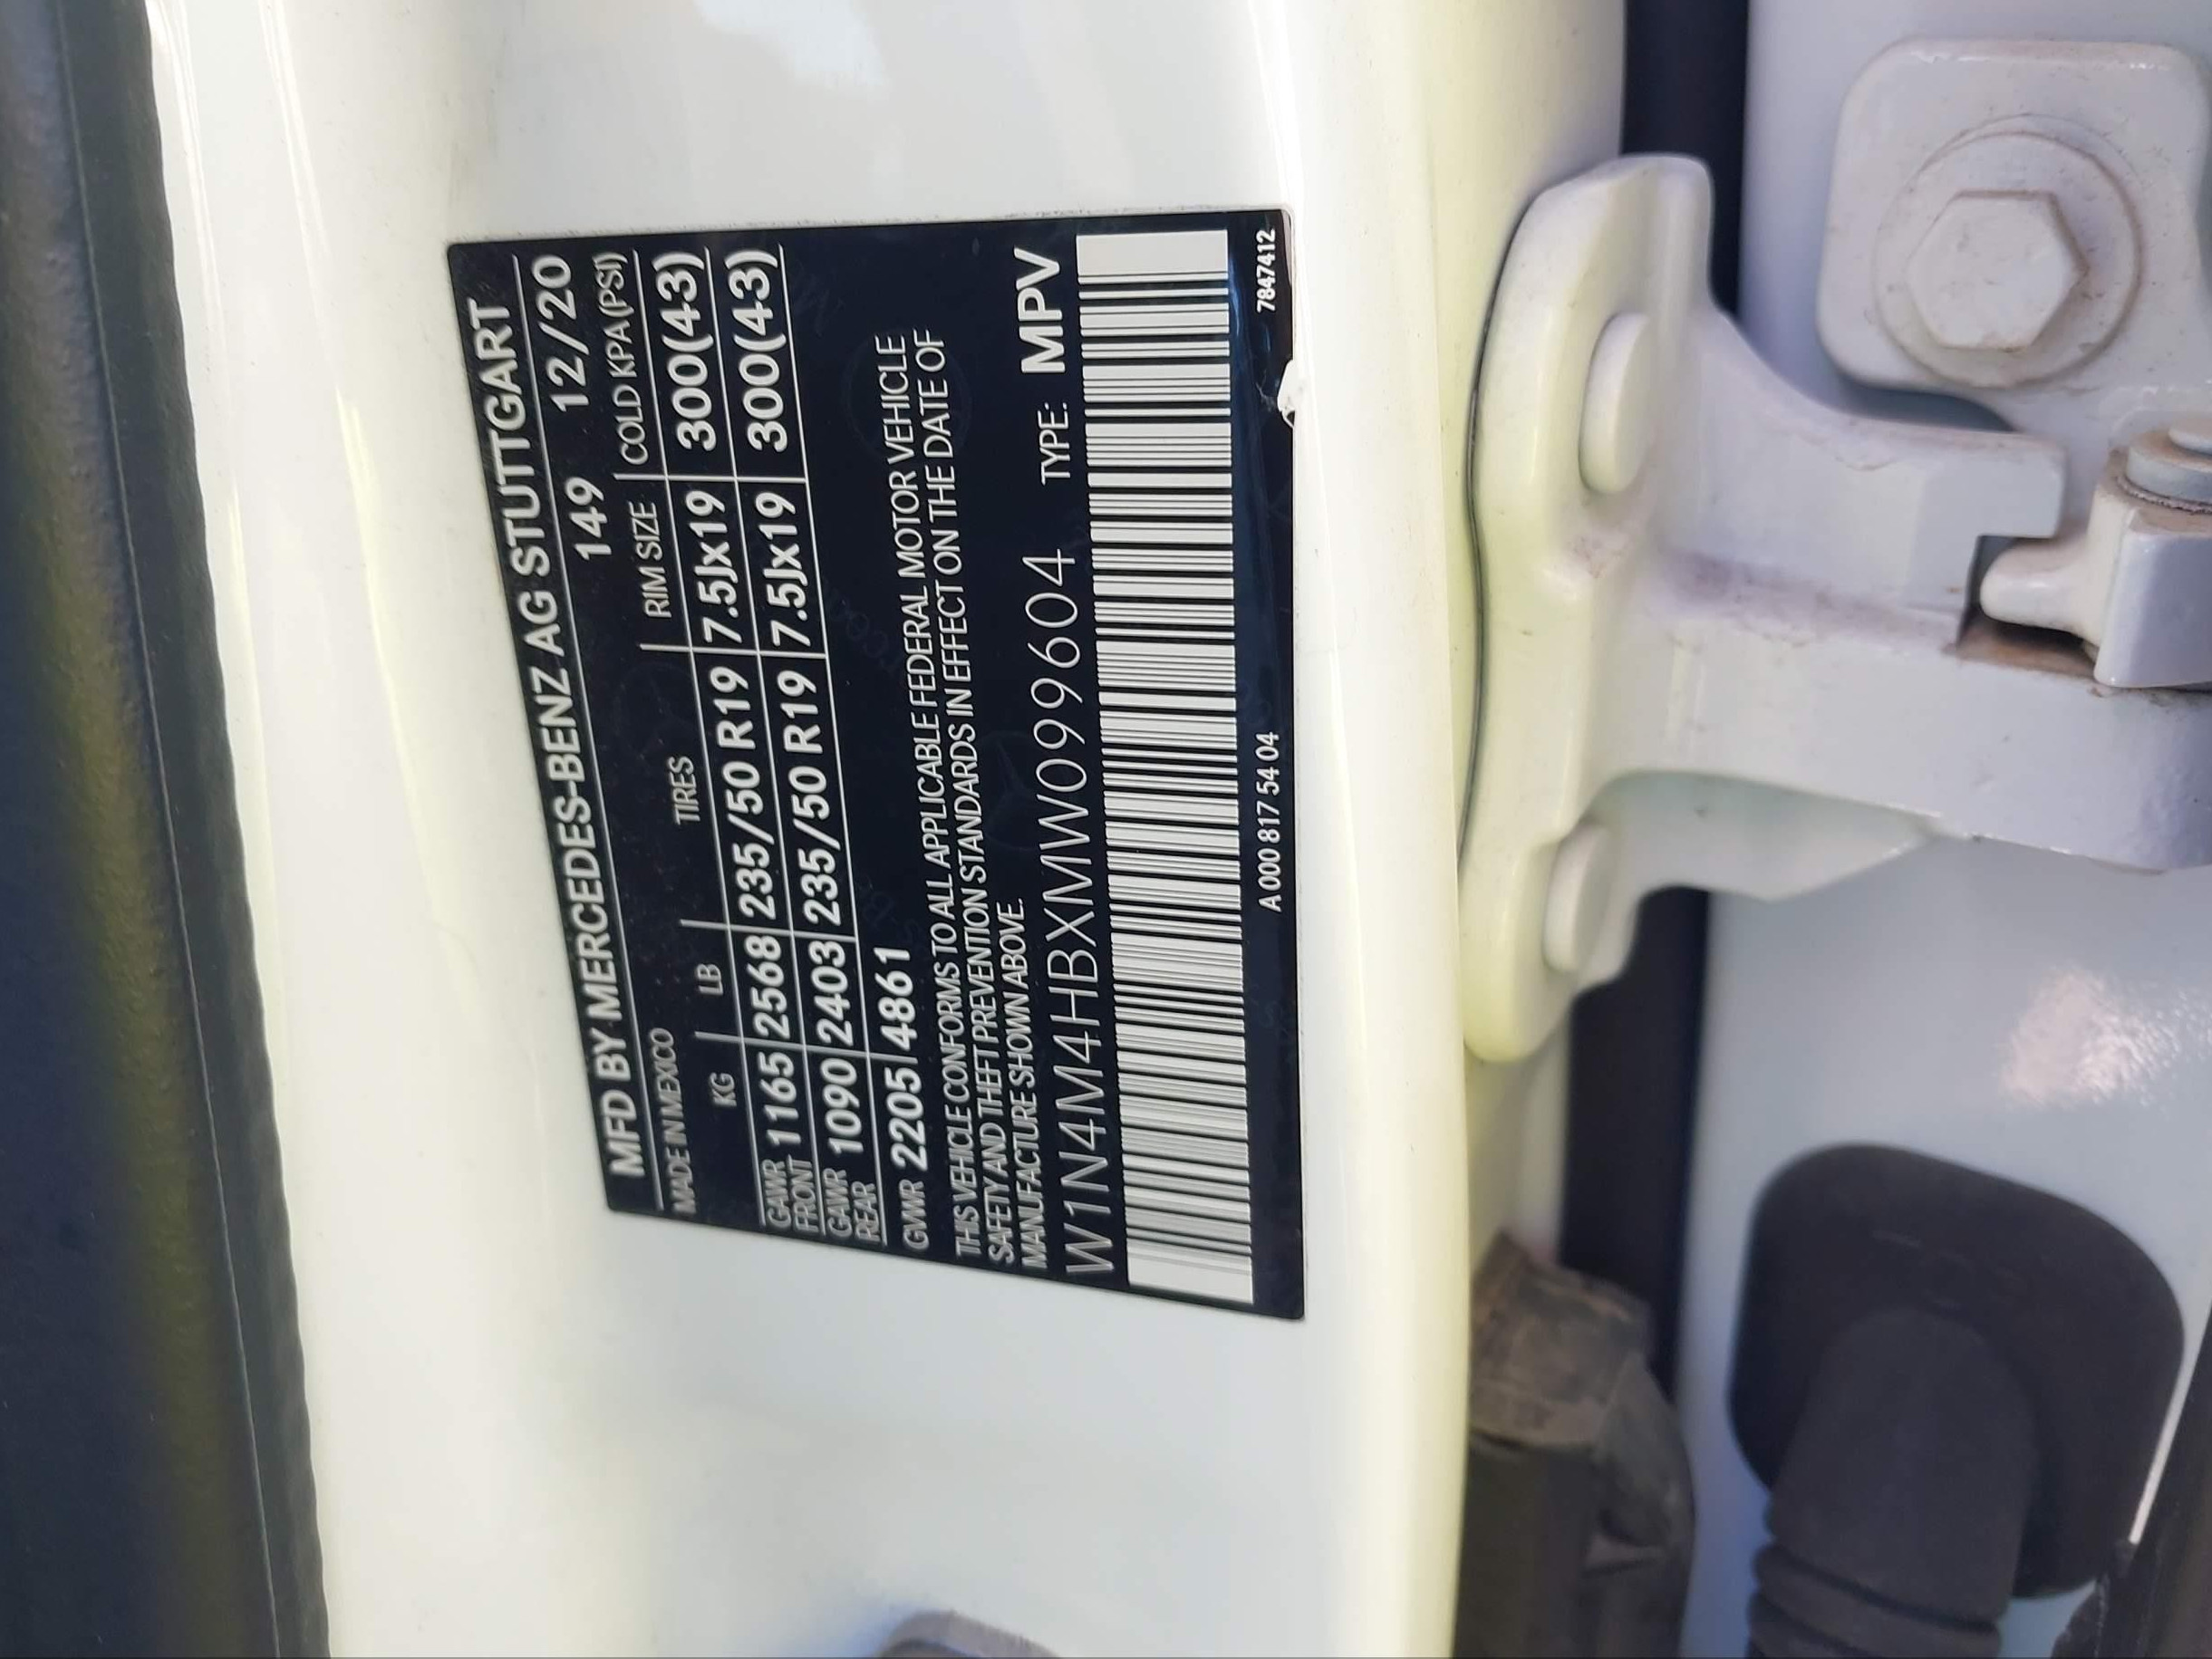 MFD BY MERCEDES-BENZ AG STUTTGART
MADE IN MEXICO 149 12/20
KG LB TIRES RIM SIZE COLD KPA(PSI)
GAWR FRONT 1165 2568 235/50 R19 7.5Jx19 300(43)
GAWR REAR 1090 2403 235/50 R19 7.5Jx19 300(43)
GVWR 2205 4861
THIS VEHICLE CONFORMS TO ALL APPLICABLE FEDERAL MOTOR VEHICLE
SAFETY AND THEFT PREVENTION STANDARDS IN EFFECT ON THE DATE OF
MANUFACTURE SHOWN ABOVE.
W1N4M4HBXMW099604 TYPE: MPV
A 000 817 54 04 7847412